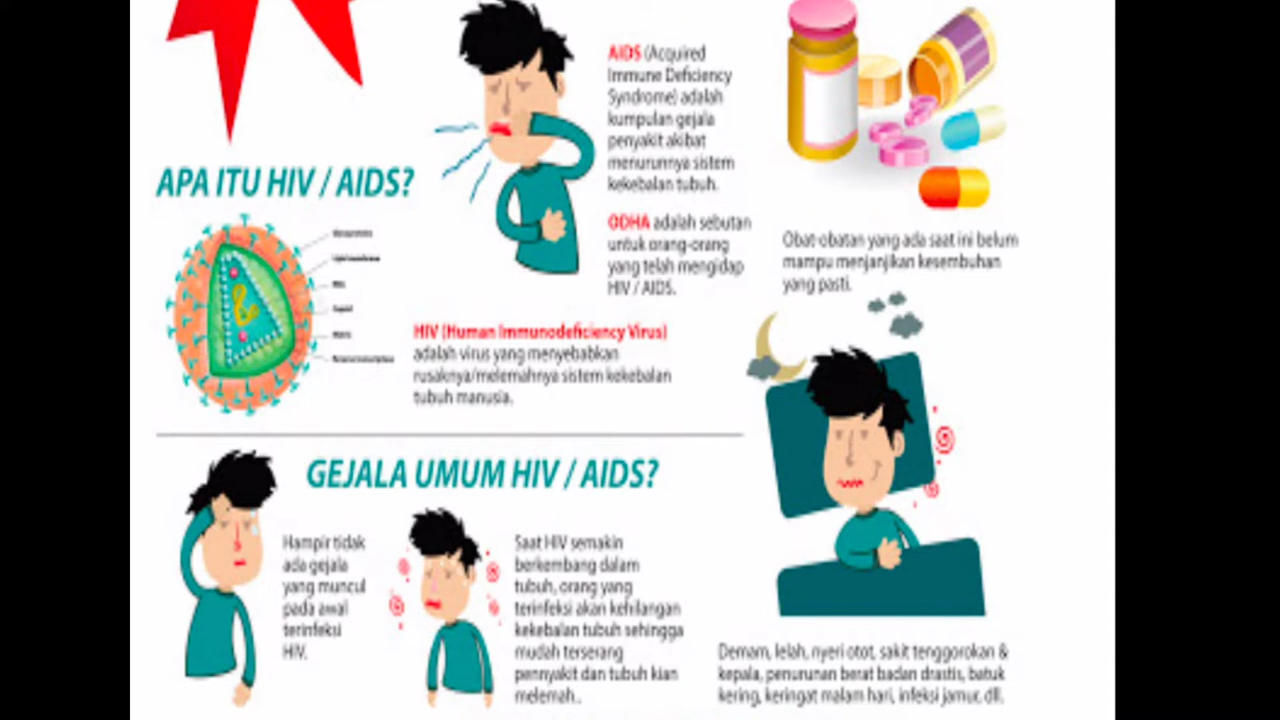 APA ITU HIV / AIDS?
AIDS (Acquired
Immune Deficiency
Syndrome) adalah
kumpulan gejala
penyakit akibat
menurunnya sistem
kekebalan tubuh.
ODHA adalah sebutan
untuk orang-orang
yang telah mengidap
HIV / AIDS.
Obat-obatan yang ada saat ini belum
mampu menjanjikan kesembuhan
yang pasti.
HIV (Human Immunodeficiency Virus)
adalah virus yang menyebabkan
rusaknya/melemahnya sistem kekebalan
tubuh manusia.
GEJALA UMUM HIV / AIDS?
Hampir tidak
ada gejala
yang muncul
pada awal
terinfeksi
HIV.
Saat HIV semakin
berkembang dalam
tubuh, orang yang
terinfeksi akan kehilangan
kekebalan tubuh sehingga
mudah terserang
pennyakit dan tubuh kian
melemah..
Demam, lelah, nyeri otot, sakit tenggorokan &
kepala, penurunan berat badan drastis, batuk
kering, keringat malam hari, infeksi jamur, dll.